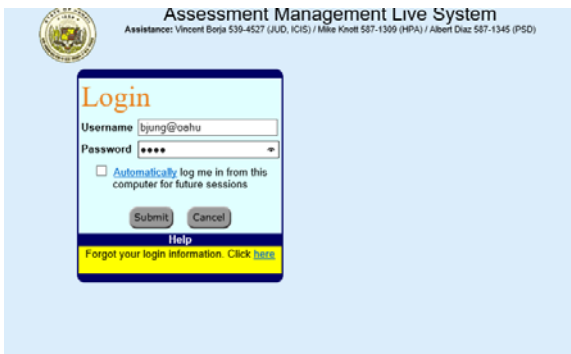 Assessment Management Live System
Assistance: Vincent Borja 539-4527 (JUD, ICIS) / Mike Knott 587-1309 (HPA) / Albert Diaz 587-1345 (PSD)
Login
Username bjung@oahu
Password ••••
Automatically log me in from this
computer for future sessions
Submit Cancel
Help
Forgot your login information. Click here